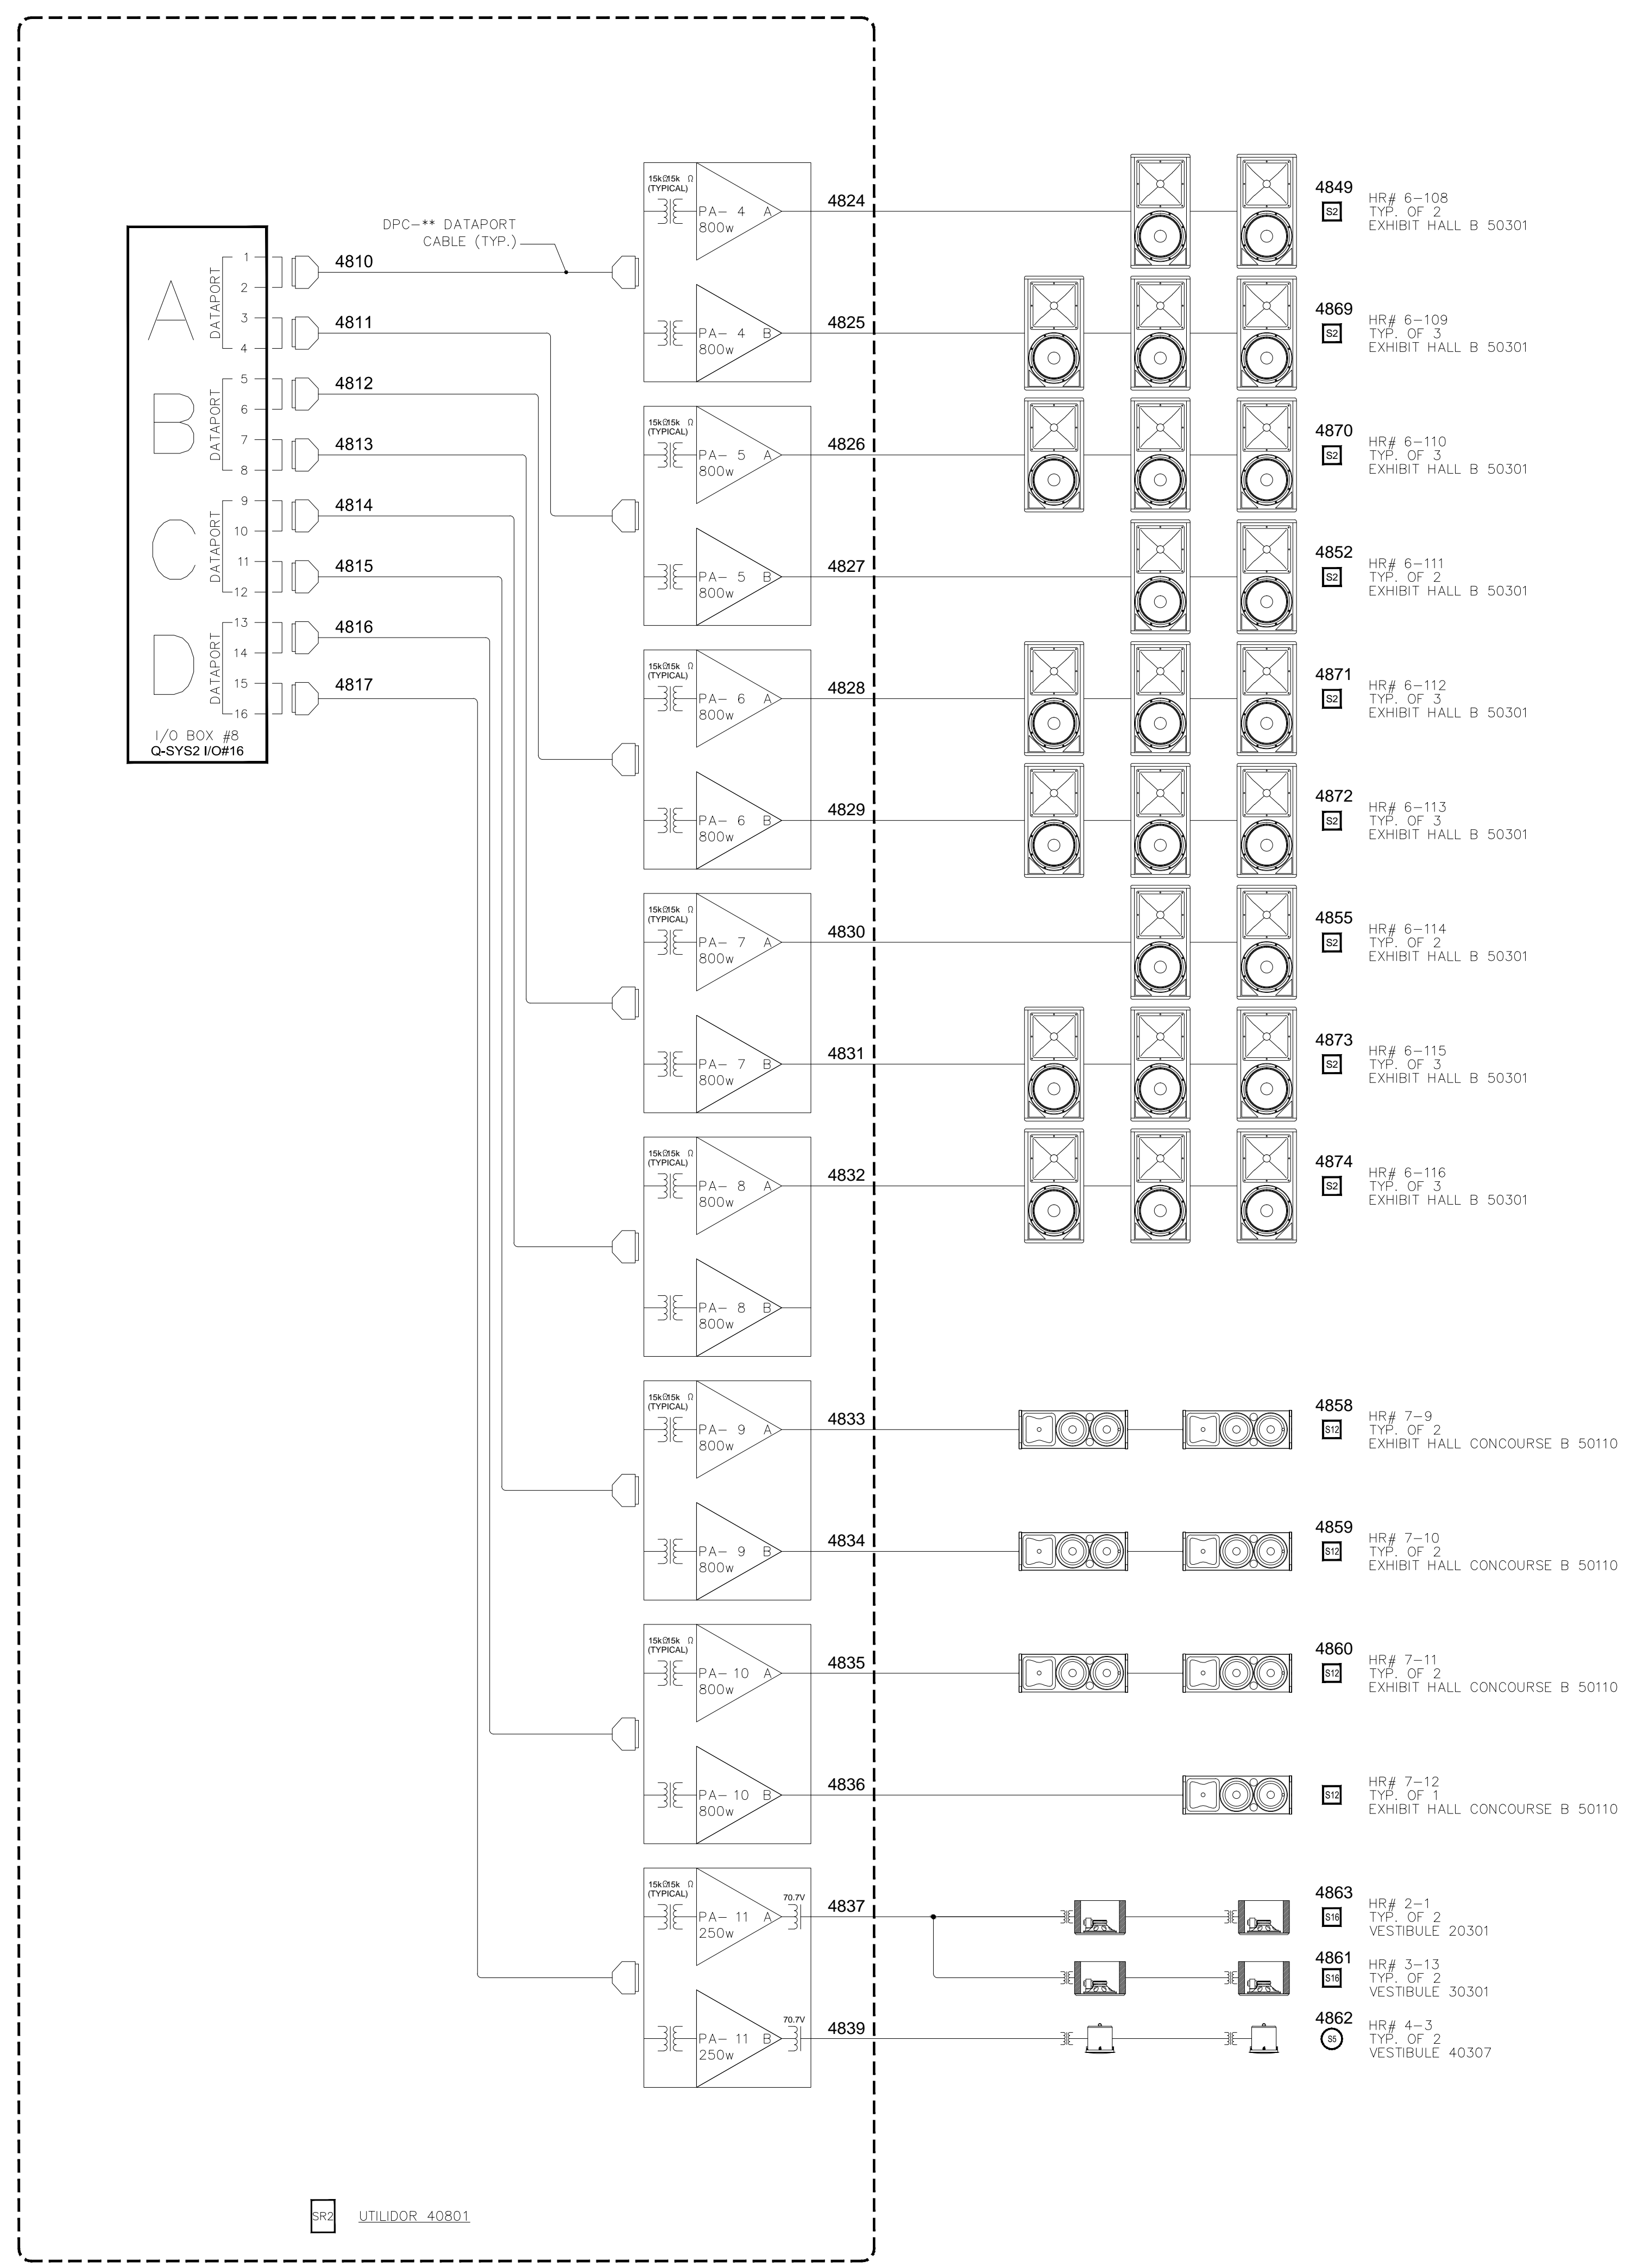 DPC-** DATAPORT
CABLE (TYP.)
A
B
C
D
DATAPORT
DATAPORT
DATAPORT
DATAPORT
1
2
3
4
5
6
7
8
9
10
11
12
13
14
15
16
I/O BOX #8
Q-SYS2 I/O#16
4810
4811
4812
4813
4814
4815
4816
4817
15kΩ15k Ω
(TYPICAL)
PA- 4 A
800w
4824
4849
S2
HR# 6-108
TYP. OF 2
EXHIBIT HALL B 50301
PA- 4 B
800w
4825
4869
S2
HR# 6-109
TYP. OF 3
EXHIBIT HALL B 50301
15kΩ15k Ω
(TYPICAL)
PA- 5 A
800w
4826
4870
S2
HR# 6-110
TYP. OF 3
EXHIBIT HALL B 50301
PA- 5 B
800w
4827
4852
S2
HR# 6-111
TYP. OF 2
EXHIBIT HALL B 50301
15kΩ15k Ω
(TYPICAL)
PA- 6 A
800w
4828
4871
S2
HR# 6-112
TYP. OF 3
EXHIBIT HALL B 50301
PA- 6 B
800w
4829
4872
S2
HR# 6-113
TYP. OF 3
EXHIBIT HALL B 50301
15kΩ15k Ω
(TYPICAL)
PA- 7 A
800w
4830
4855
S2
HR# 6-114
TYP. OF 2
EXHIBIT HALL B 50301
PA- 7 B
800w
4831
4873
S2
HR# 6-115
TYP. OF 3
EXHIBIT HALL B 50301
15kΩ15k Ω
(TYPICAL)
PA- 8 A
800w
4832
4874
S2
HR# 6-116
TYP. OF 3
EXHIBIT HALL B 50301
PA- 8 B
800w
15kΩ15k Ω
(TYPICAL)
PA- 9 A
800w
4833
4858
S12
HR# 7-9
TYP. OF 2
EXHIBIT HALL CONCOURSE B 50110
PA- 9 B
800w
4834
4859
S12
HR# 7-10
TYP. OF 2
EXHIBIT HALL CONCOURSE B 50110
15kΩ15k Ω
(TYPICAL)
PA- 10 A
800w
4835
4860
S12
HR# 7-11
TYP. OF 2
EXHIBIT HALL CONCOURSE B 50110
PA- 10 B
800w
4836
S12
HR# 7-12
TYP. OF 1
EXHIBIT HALL CONCOURSE B 50110
15kΩ15k Ω
(TYPICAL)
PA- 11 A
250w
70.7V
4837
4863
S16
HR# 2-1
TYP. OF 2
VESTIBULE 20301
4861
S16
HR# 3-13
TYP. OF 2
VESTIBULE 30301
PA- 11 B
250w
70.7V
4839
4862
S5
HR# 4-3
TYP. OF 2
VESTIBULE 40307
SR2
UTILIDOR 40801